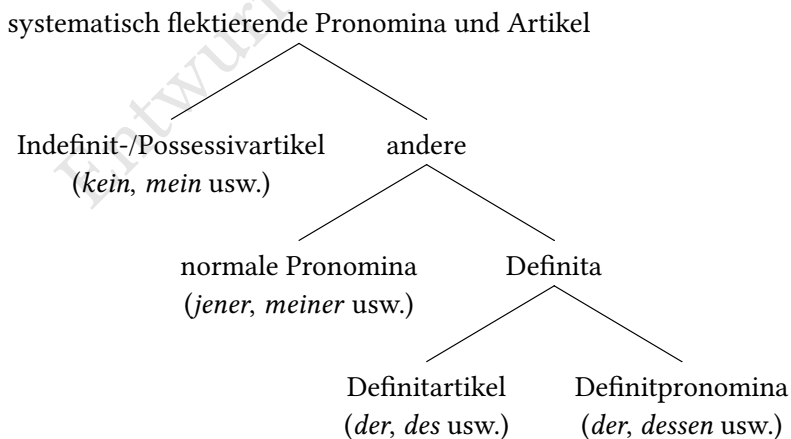 systematisch flektierende Pronomina und Artikel
Indefinit-/Possessivartikel andere
(kein, mein usw.)
normale Pronomina Definita
(jener, meiner usw.)
Definitartikel Definitpronomina
(der, des usw.) (der, dessen usw.)
Entwurf